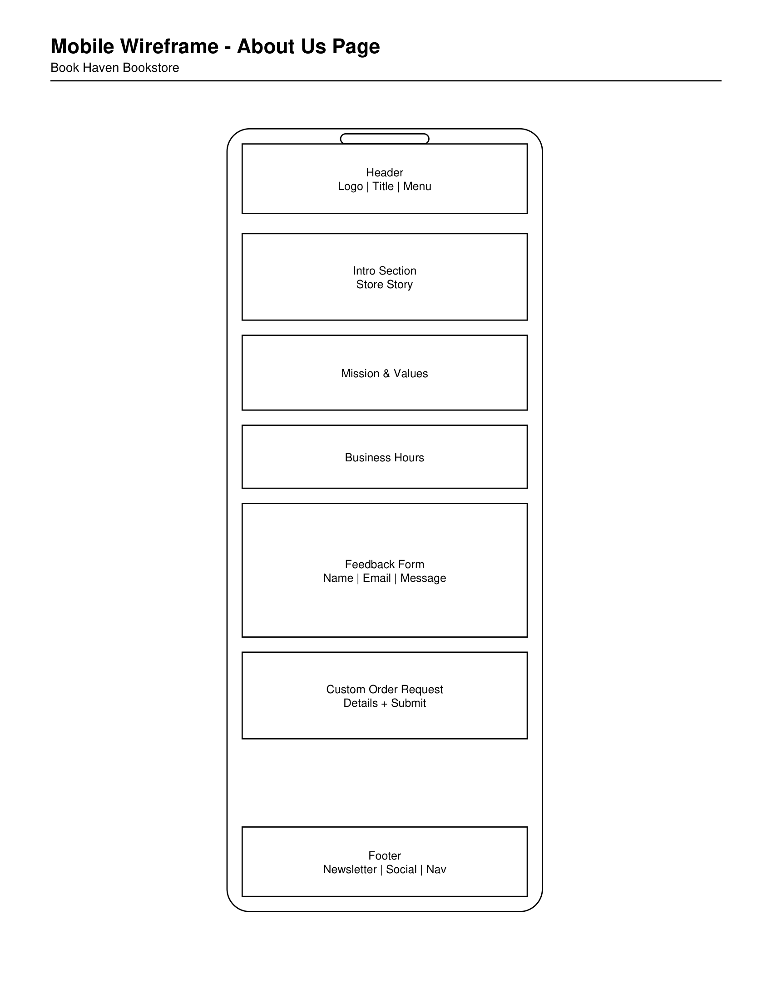 Mobile Wireframe - About Us Page
Book Haven Bookstore
Header
Logo | Title | Menu
Intro Section
Store Story
Mission & Values
Business Hours
Feedback Form
Name | Email | Message
Custom Order Request
Details + Submit
Footer
Newsletter | Social | Nav